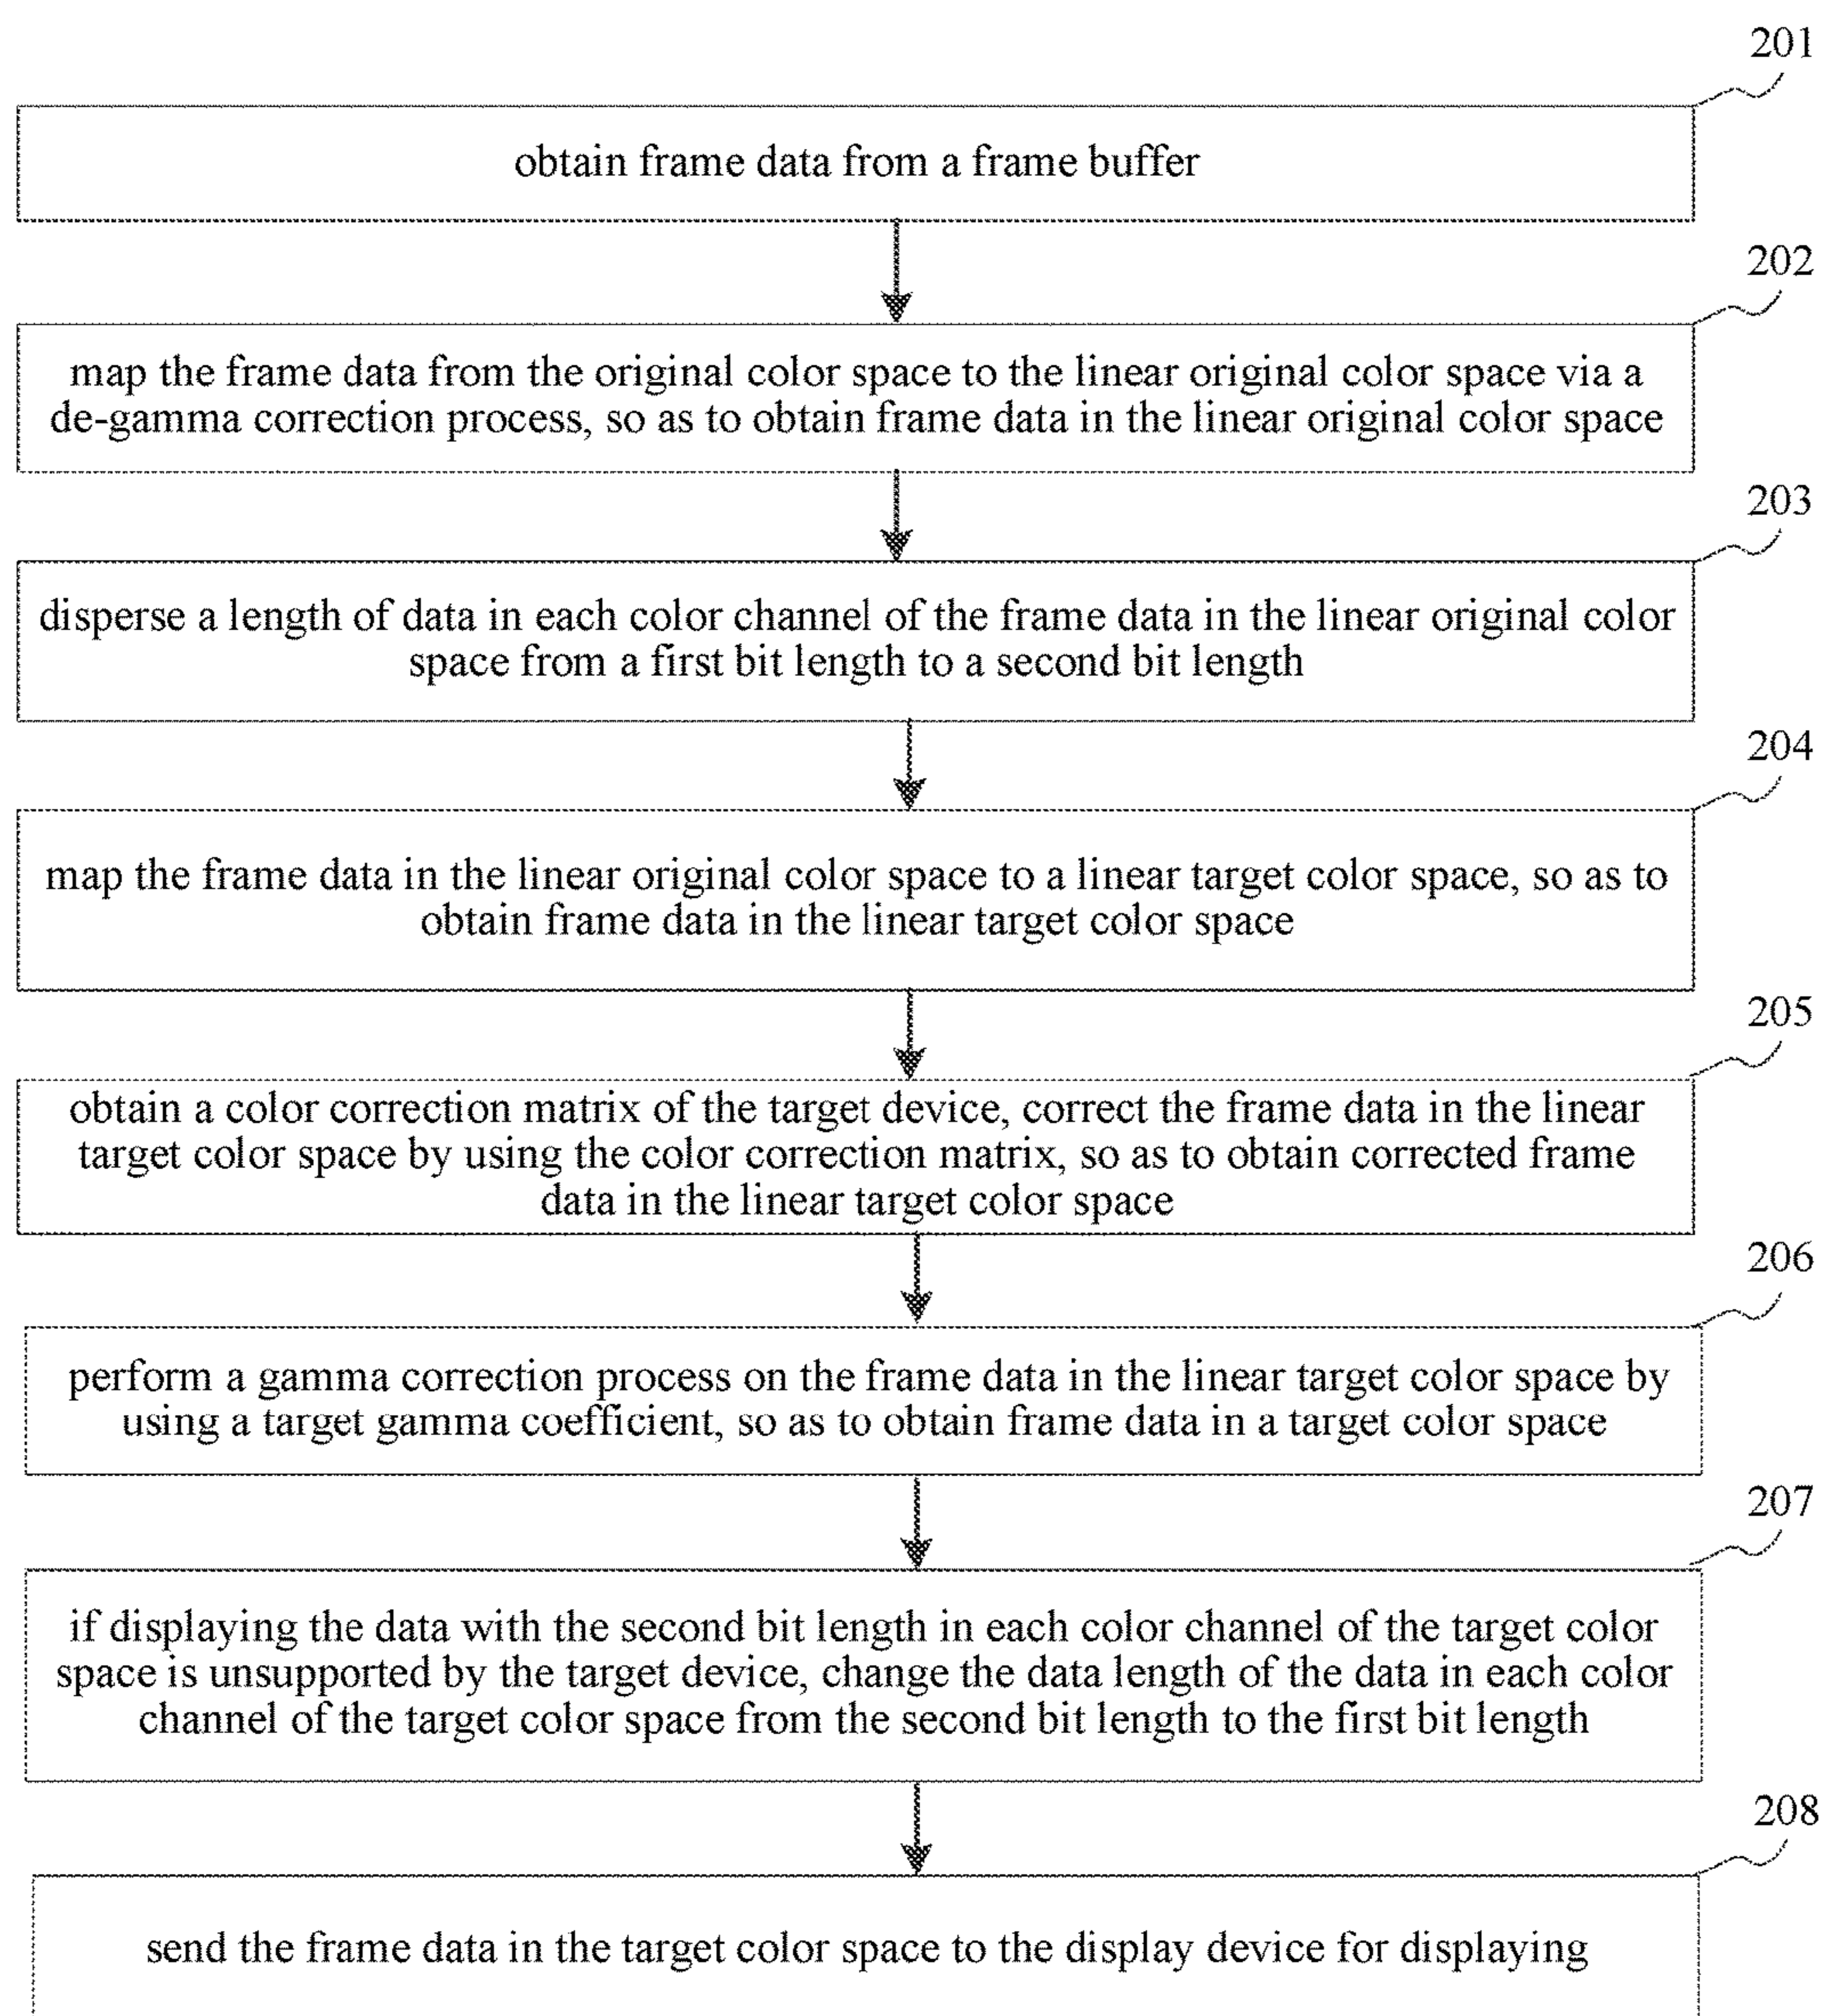 201
obtain frame data from a frame buffer
202
map the frame data from the original color space to the linear original color space via a
de-gamma correction process, so as to obtain frame data in the linear original color space
203
disperse a length of data in each color channel of the frame data in the linear original color
space from a first bit length to a second bit length
204
map the frame data in the linear original color space to a linear target color space, so as to
obtain frame data in the linear target color space
205
obtain a color correction matrix of the target device, correct the frame data in the linear
target color space by using the color correction matrix, so as to obtain corrected frame
data in the linear target color space
206
perform a gamma correction process on the frame data in the linear target color space by
using a target gamma coefficient, so as to obtain frame data in a target color space
207
if displaying the data with the second bit length in each color channel of the target color
space is unsupported by the target device, change the data length of the data in each color
channel of the target color space from the second bit length to the first bit length
208
send the frame data in the target color space to the display device for displaying